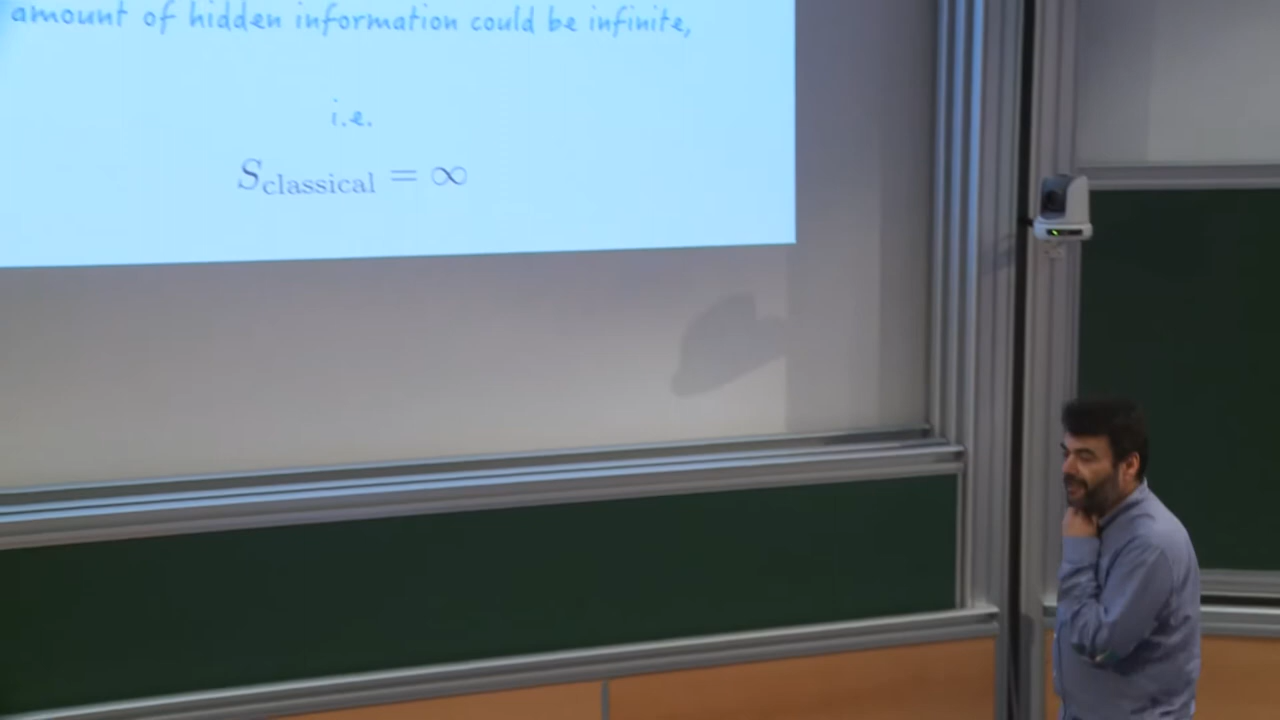 amount of hidden information could be infinite,
i.e.
S_classical = ∞